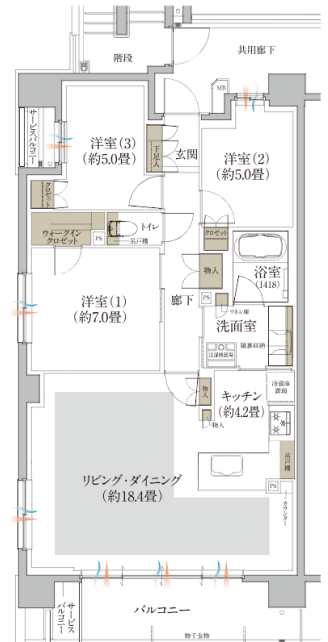 階段
共用廊下
MB
サービスバルコニー
洋室(3)
(約5.0畳)
下足入
玄関
洋室(2)
(約5.0畳)
クロゼット
ウォークイン
クロゼット
PS
トイレ
吊戸棚
クロゼット
浴室
(1418)
物入
洋室(1)
(約7.0畳)
廊下
PS
リネン庫
洗面室
鏡裏収納
洗濯機置場
物入
キッチン
(約4.2畳)
冷蔵庫
置場
物入
吊戸棚
リビング・ダイニング
(約18.4畳)
PS
カウンター
サービス
バルコニー
バルコニー
物干金物